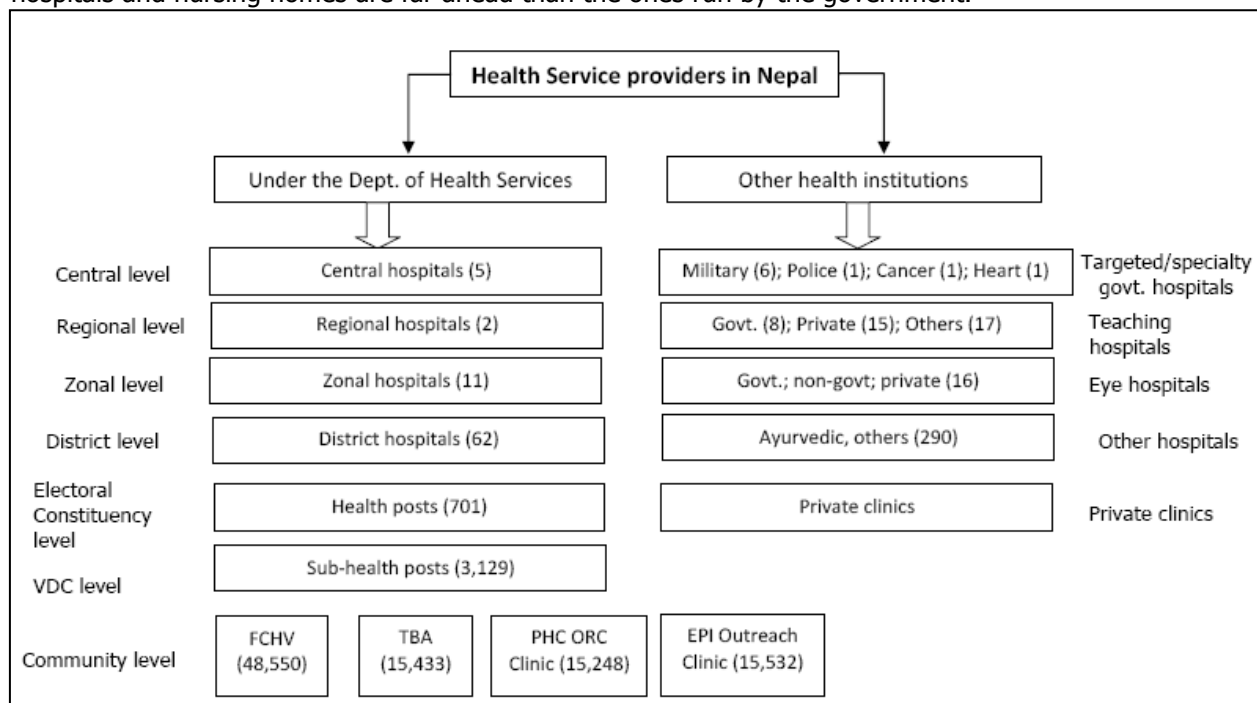 hospitals and nursing homes are far ahead than the ones run by the government.
Health Service providers in Nepal
Under the Dept. of Health Services
Other health institutions
Central level
Central hospitals (5)
Military (6); Police (1); Cancer (1); Heart (1)
Targeted/specialty
govt. hospitals
Regional level
Regional hospitals (2)
Govt. (8); Private (15); Others (17)
Teaching
hospitals
Zonal level
Zonal hospitals (11)
Govt.; non-govt; private (16)
Eye hospitals
District level
District hospitals (62)
Ayurvedic, others (290)
Other hospitals
Electoral
Constituency
level
Health posts (701)
Private clinics
Private clinics
VDC level
Sub-health posts (3,129)
Community level
FCHV
(48,550)
TBA
(15,433)
PHC ORC
Clinic (15,248)
EPI Outreach
Clinic (15,532)